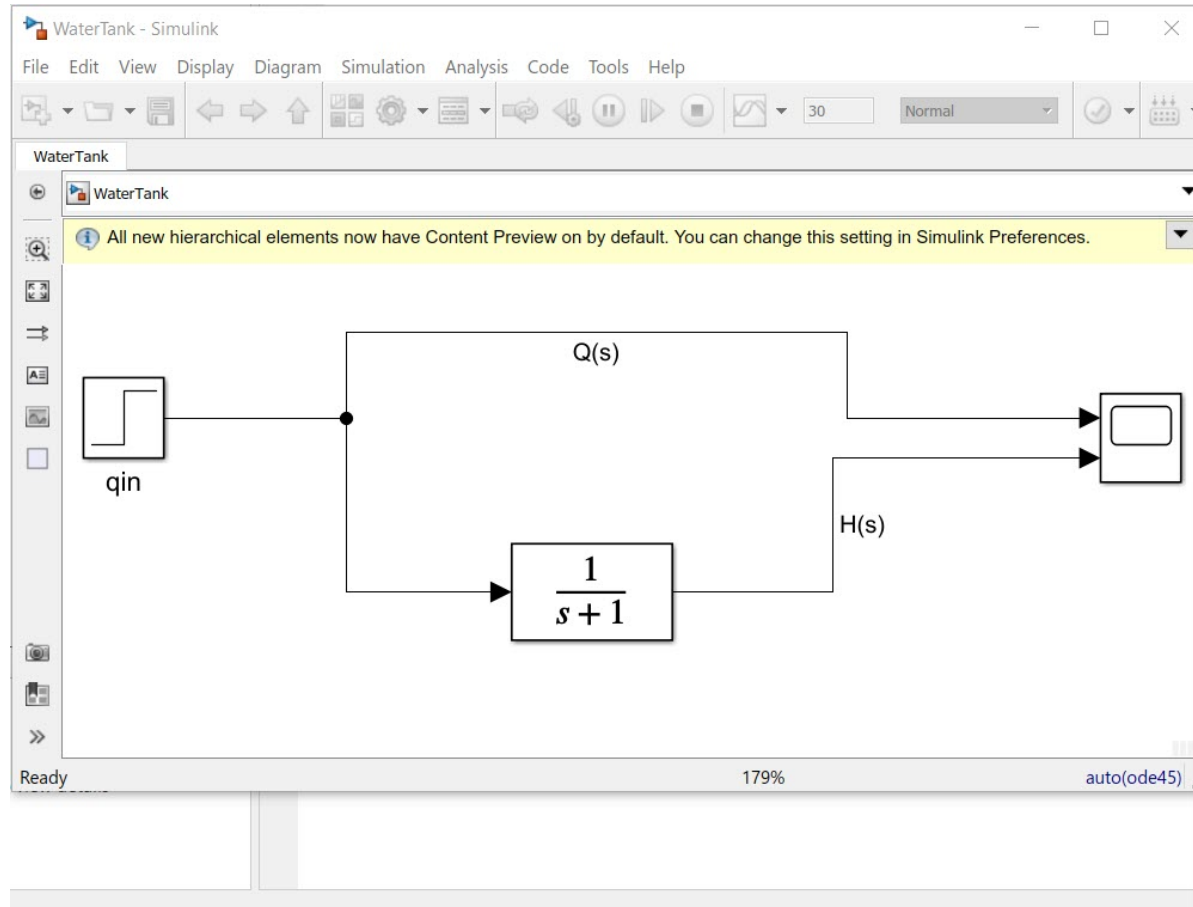 WaterTank - Simulink
File Edit View Display Diagram Simulation Analysis Code Tools Help
30 Normal
WaterTank
WaterTank
All new hierarchical elements now have Content Preview on by default. You can change this setting in Simulink Preferences.
Q(s)
qin
H(s)
1
s + 1
Ready 179% auto(ode45)